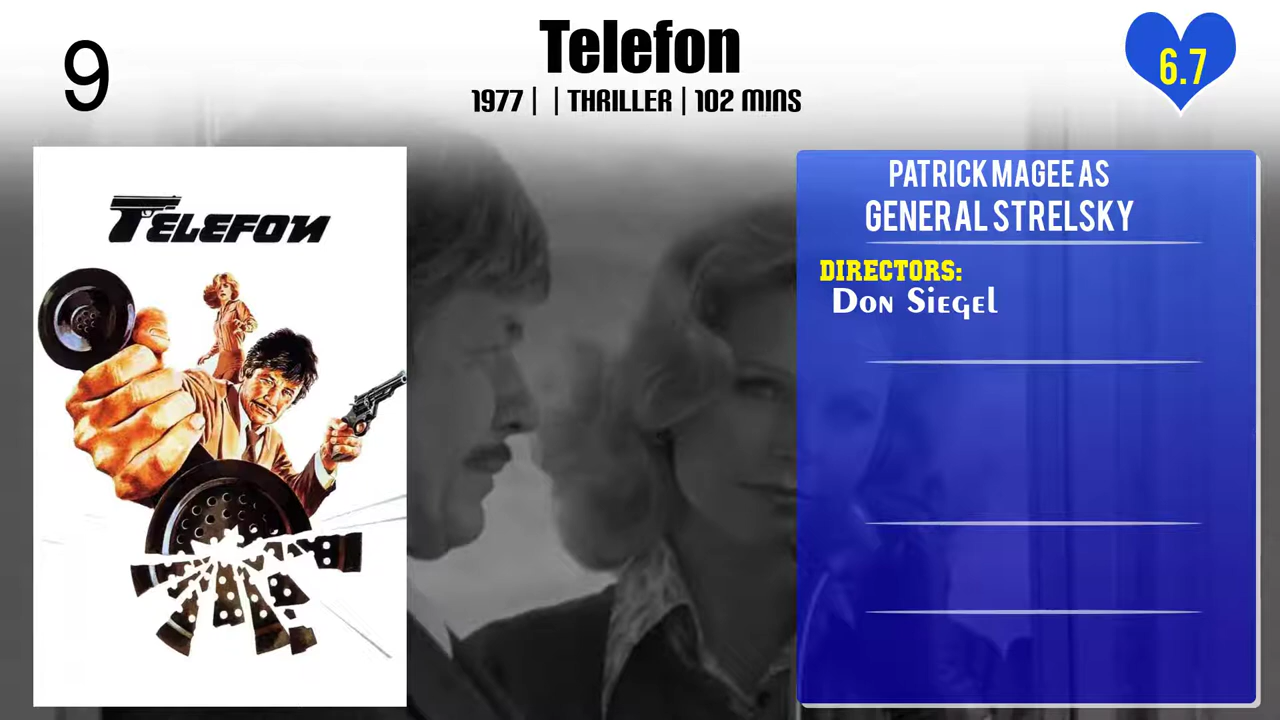 9
Telefon
1977 | | THRILLER | 102 MINS
6.7
TELEFON
PATRICK MAGEE AS
GENERAL STRELSKY
DIRECTORS:
Don Siegel